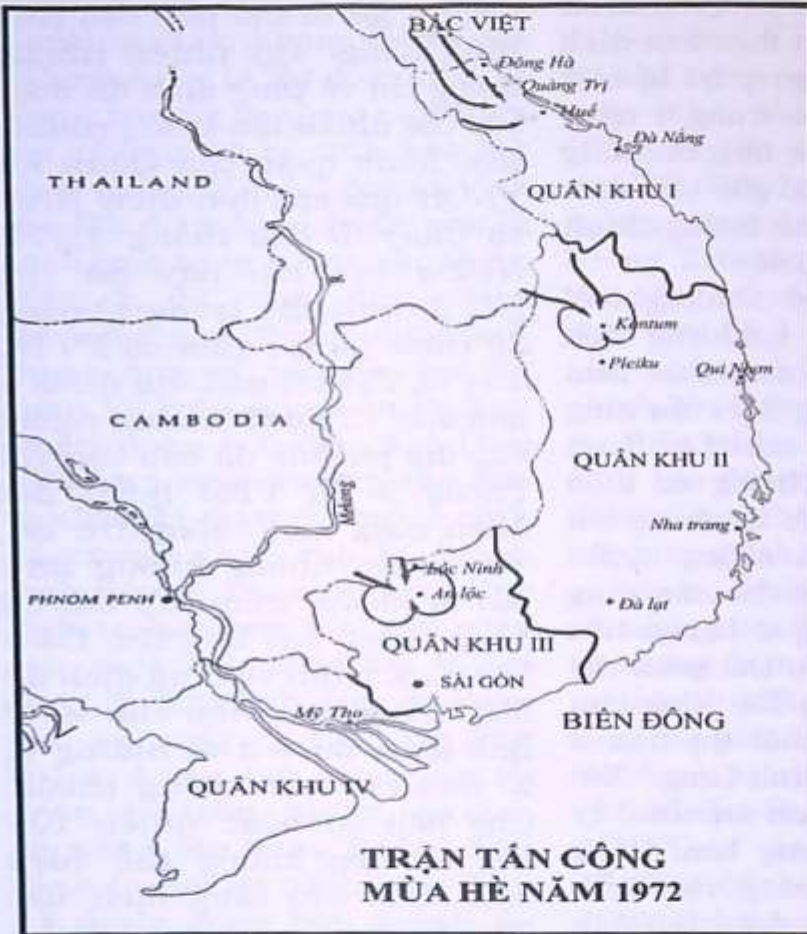 BẮC VIỆT
Đông Hà
Quảng Trị
Huế
Đà Nẵng
THAILAND
QUÂN KHU I
Kontum
Pleiku
Qui Nhơn
CAMBODIA
QUÂN KHU II
Mekong
Nha trang
Lộc Ninh
An lộc
PHNOM PENH
Đà lạt
QUÂN KHU III
SÀI GÒN
Mỹ Tho
BIỂN ĐÔNG
QUÂN KHU IV
TRẬN TẤN CÔNG
MÙA HÈ NĂM 1972